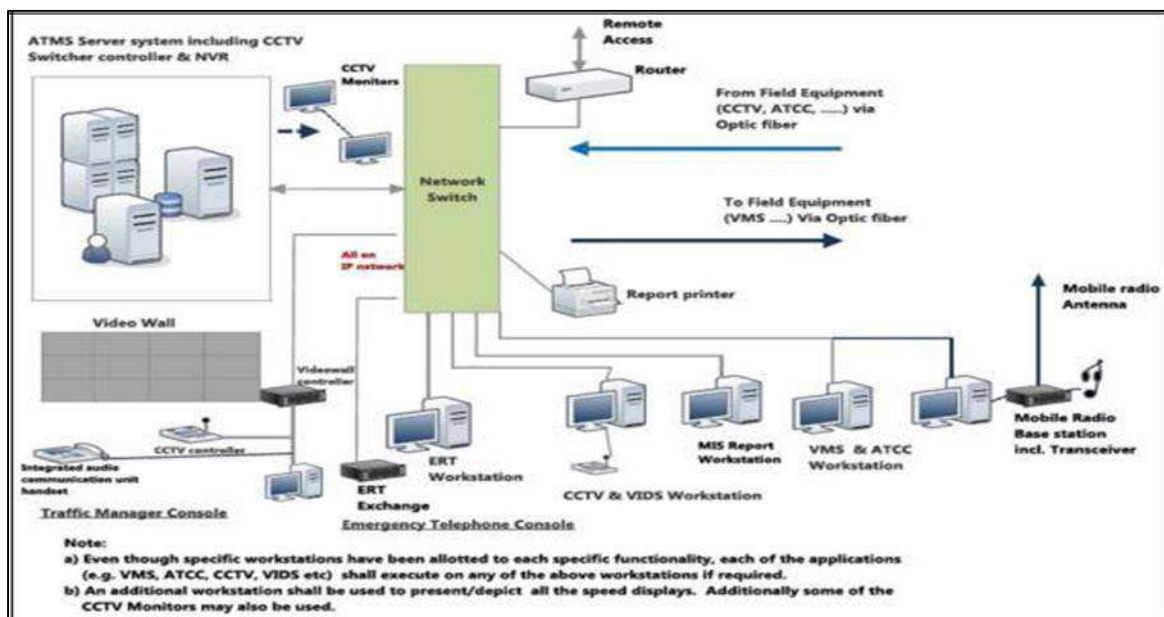 ATMS Server system including CCTV
Switcher controller & NVR
CCTV
Monitors
Remote
Access
Router
From Field Equipment
(CCTV, ATCC, .....) via
Optic fiber
Network
Switch
To Field Equipment
(VMS ....) Via Optic fiber
All on
IP network
Report printer
Mobile radio
Antenna
Video Wall
Videowall
controller
CCTV controller
Integrated audio
communication unit
handset
Traffic Manager Console
ERT
Workstation
ERT
Exchange
Emergency Telephone Console
CCTV & VIDS Workstation
MIS Report
Workstation
VMS & ATCC
Workstation
Mobile Radio
Base station
incl. Transceiver
Note:
a) Even though specific workstations have been allotted to each specific functionality, each of the applications
(e.g. VMS, ATCC, CCTV, VIDS etc) shall execute on any of the above workstations if required.
b) An additional workstation shall be used to present/depict all the speed displays. Additionally some of the
CCTV Monitors may also be used.